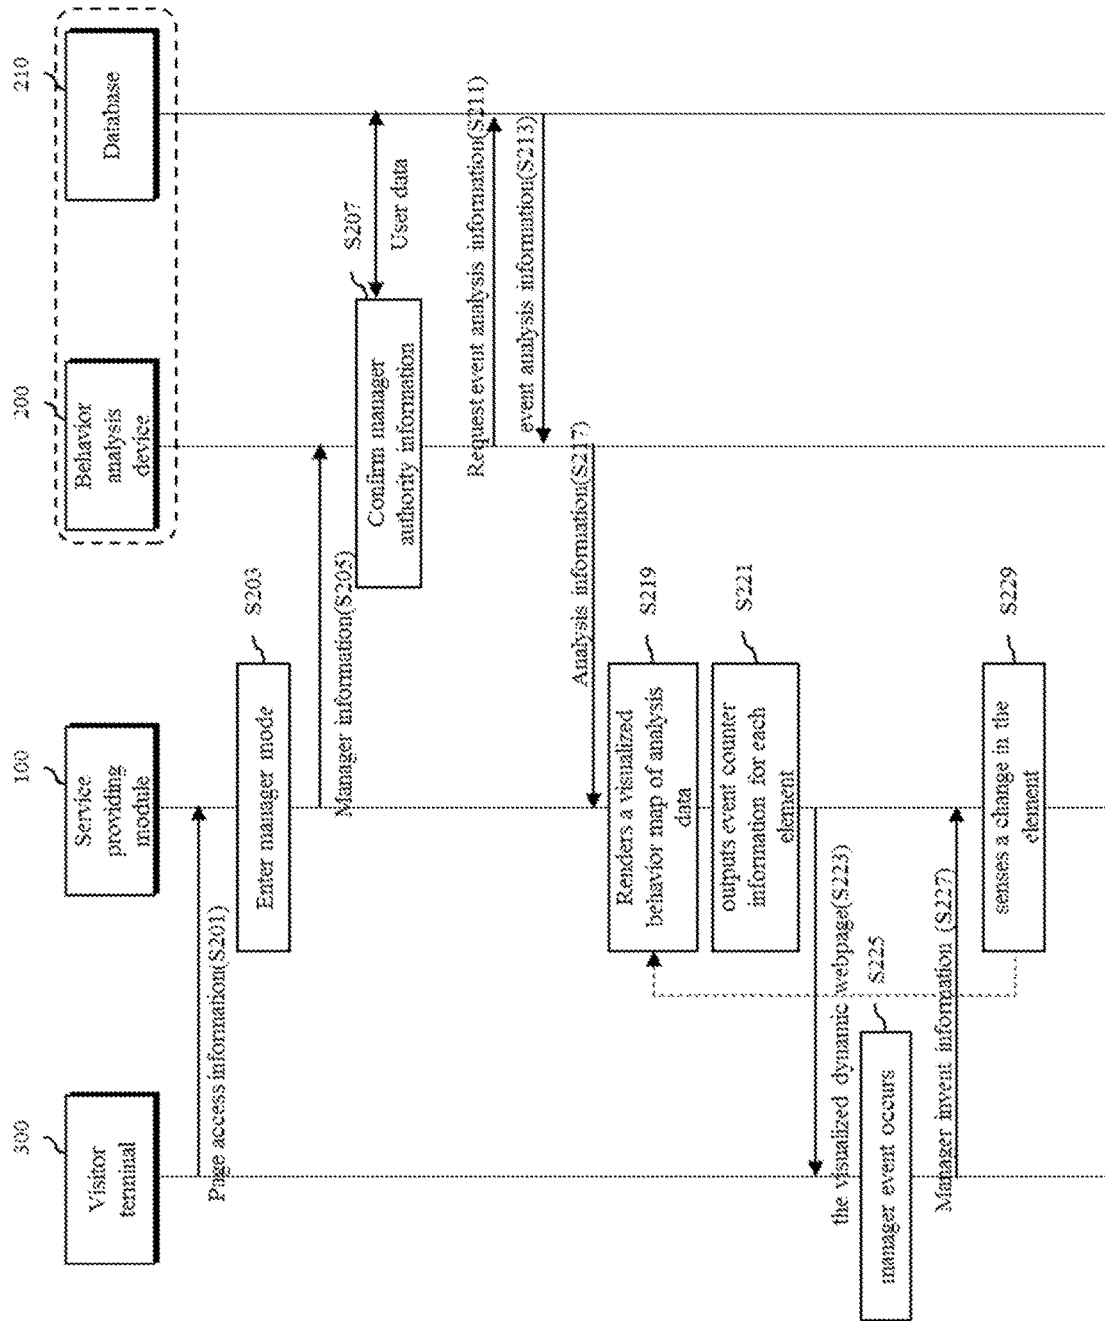 300
Visitor
terminal
100
Service
providing
module
200
Behavior
analysis
device
210
Database
Page access information(S201)
S203
Enter manager mode
Manager information(S205)
S207
Confirm manager
authority information
User data
Request event analysis information(S211)
event analysis information(S213)
Analysis information(S217)
S219
Renders a visualized
behavior map of analysis
data
S221
outputs event counter
information for each
element
the visualized dynamic webpage(S223)
S225
manager event occurs
Manager invent information (S227)
S229
senses a change in the
element